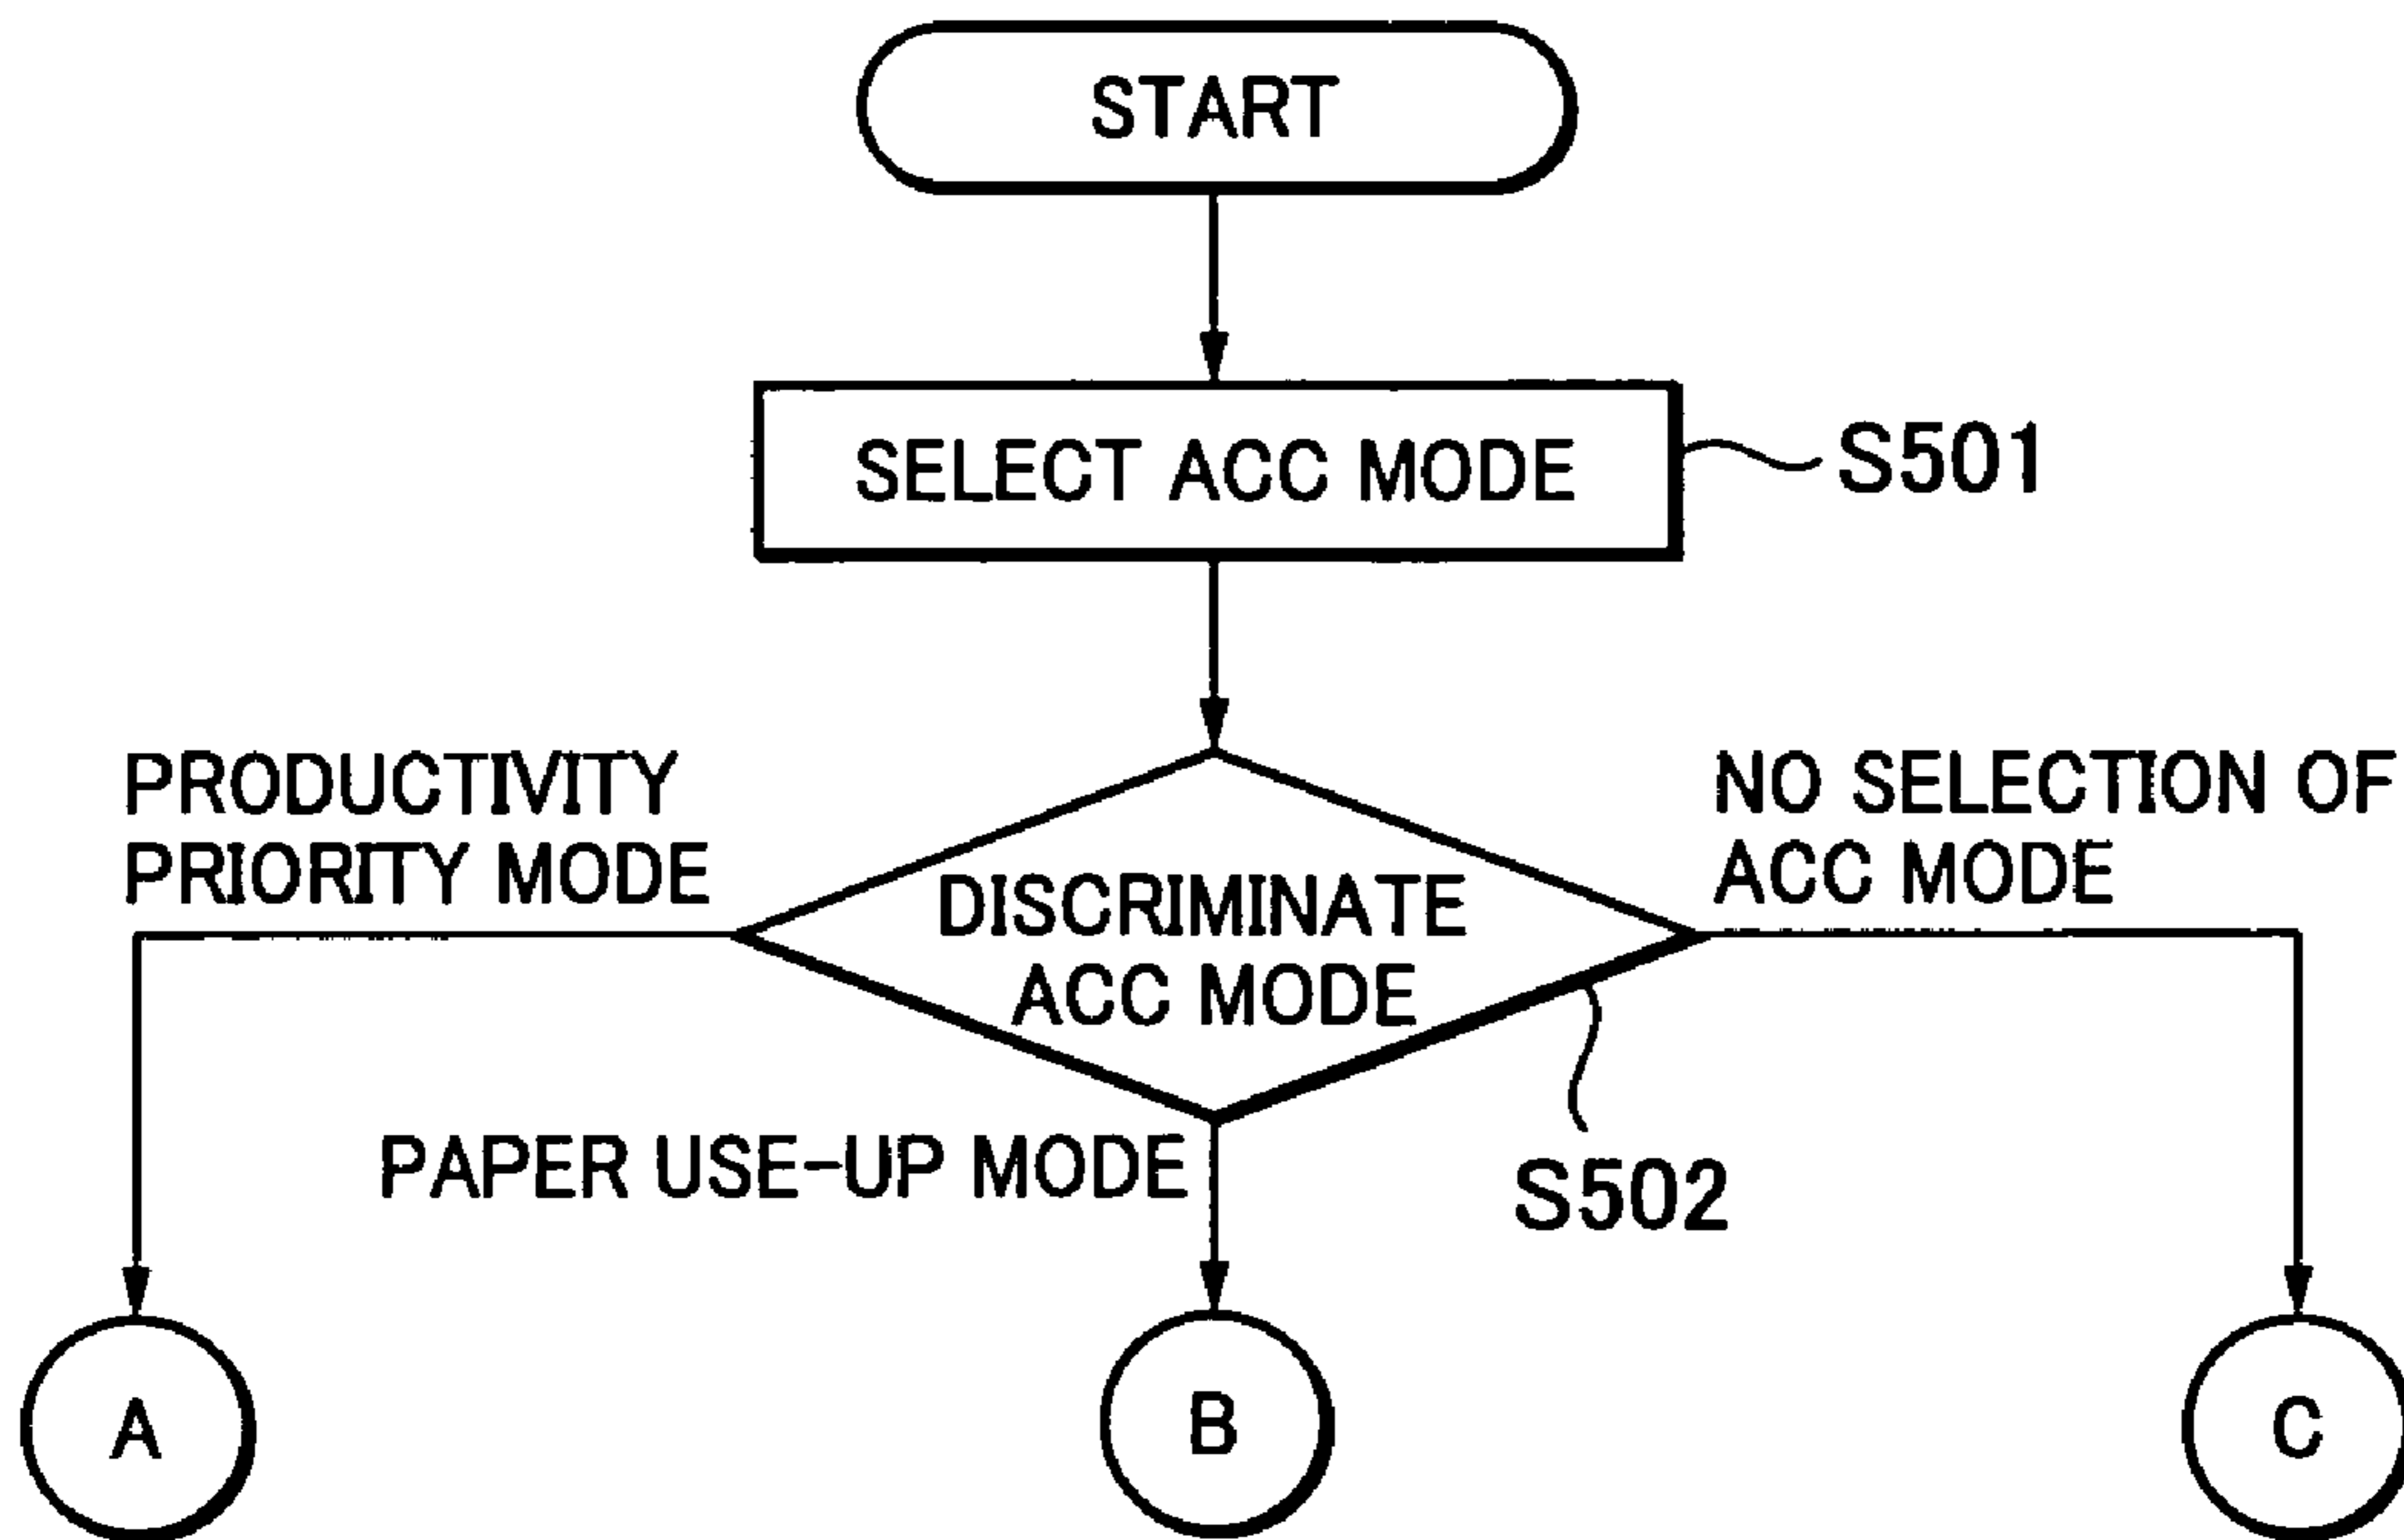 START
SELECT ACC MODE
S501
PRODUCTIVITY
PRIORITY MODE
NO SELECTION OF
ACC MODE
DISCRIMINATE
ACC MODE
PAPER USE-UP MODE
S502
A
B
C